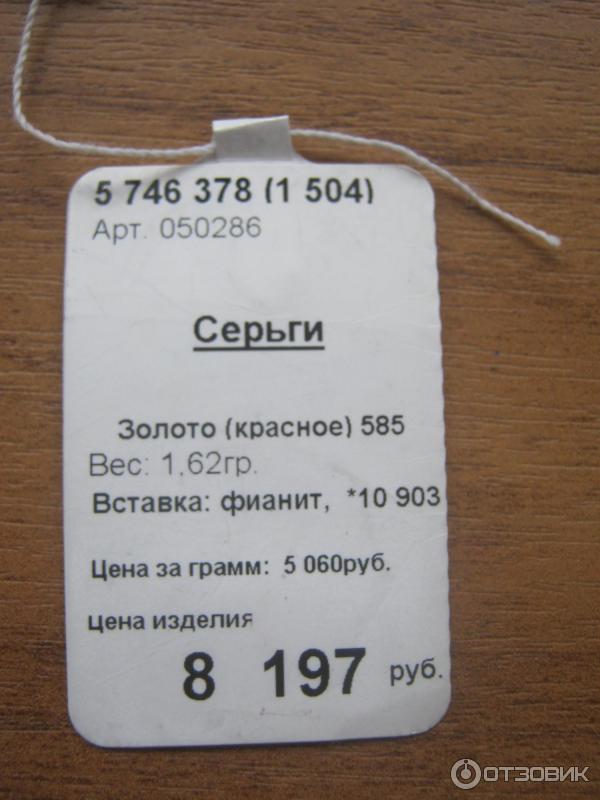 5 746 378 (1 504)
Арт. 050286
Серьги
Золото (красное) 585
Вес: 1.62гр.
Вставка: фианит, *10 903
Цена за грамм: 5 060руб.
цена изделия
8 197 руб.
ОТЗОВИК